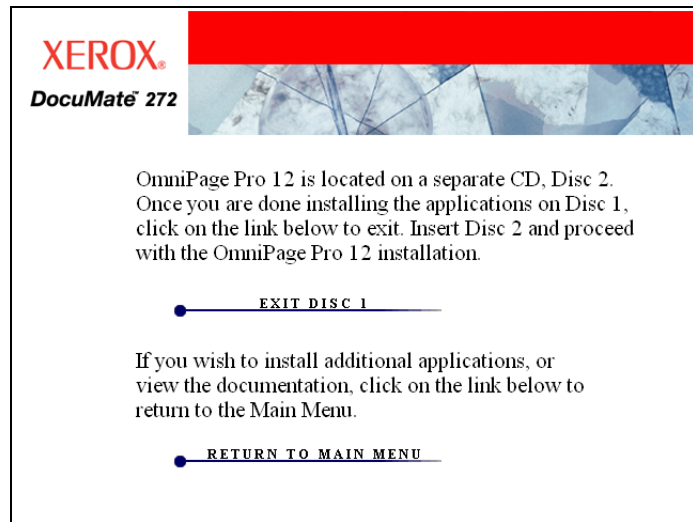 XEROX®
DocuMate™ 272
OmniPage Pro 12 is located on a separate CD, Disc 2.
Once you are done installing the applications on Disc 1,
click on the link below to exit. Insert Disc 2 and proceed
with the OmniPage Pro 12 installation.
EXIT DISC 1
If you wish to install additional applications, or
view the documentation, click on the link below to
return to the Main Menu.
RETURN TO MAIN MENU